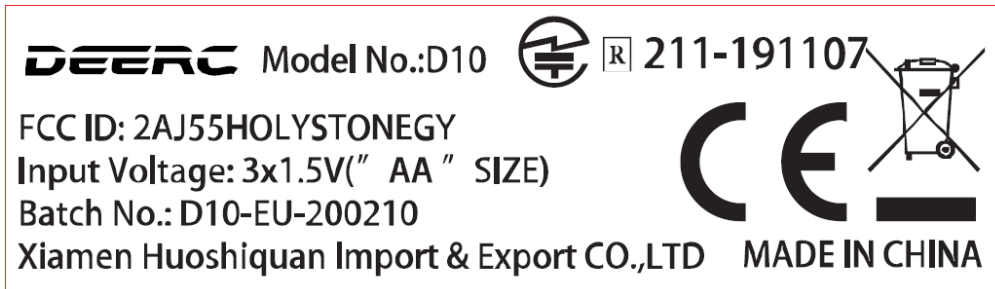 DEERC Model No.:D10 R 211-191107
FCC ID: 2AJ55HOLYSTONEGY
Input Voltage: 3x1.5V(" AA " SIZE)
Batch No.: D10-EU-200210
Xiamen Huoshiquan Import & Export CO.,LTD
CE
MADE IN CHINA